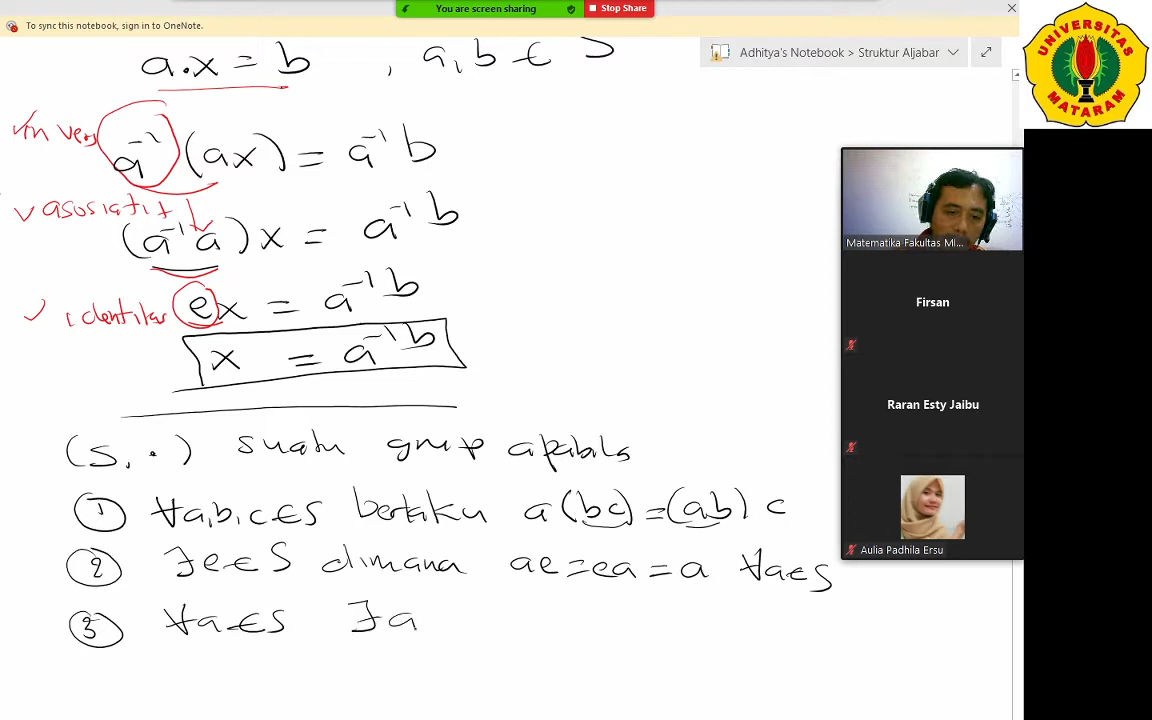 You are screen sharing
Stop Share
To sync this notebook, sign in to OneNote.
Adhitya's Notebook > Struktur Aljabar
a.x = b , a,b ∈ S
✓invers a⁻¹(ax) = a⁻¹b
✓asosiatif (a⁻¹a)x = a⁻¹b
✓identitas ex = a⁻¹b
x = a⁻¹b
(S, •) suatu grup apabila
① ∀a,b,c∈S berlaku a(bc)=(ab)c
② ∃e∈S dimana ae=ea=a ∀a∈S
③ ∀a∈S ∃a
UNIVERSITAS
MATARAM
Matematika Fakultas MI...
Firsan
Raran Esty Jaibu
Aulia Padhila Ersu